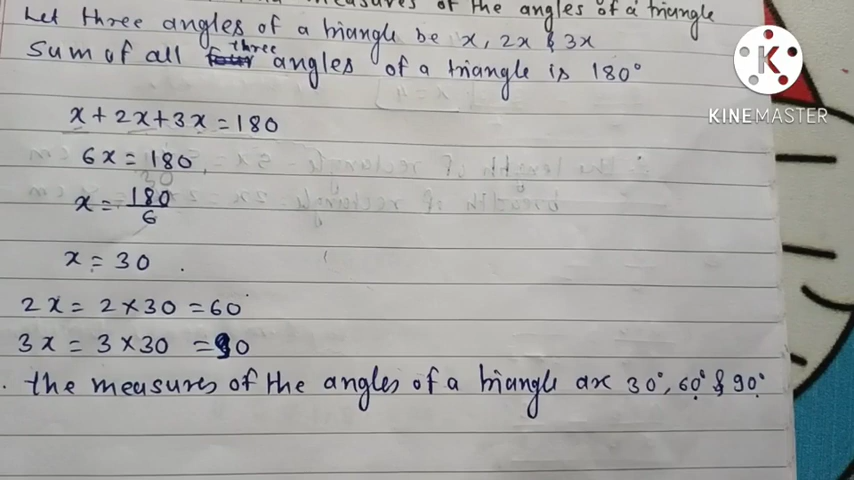 measures of the angles of a triangle
Let three angles of a triangle be x, 2x & 3x
Sum of all three angles of a triangle is 180°
x + 2x + 3x = 180
6x = 180
30
x = 180/6
x = 30 .
2x = 2 × 30 = 60°
3x = 3 × 30 = 90
. the measures of the angles of a triangle are 30°, 60° & 90°
K
KINEMASTER